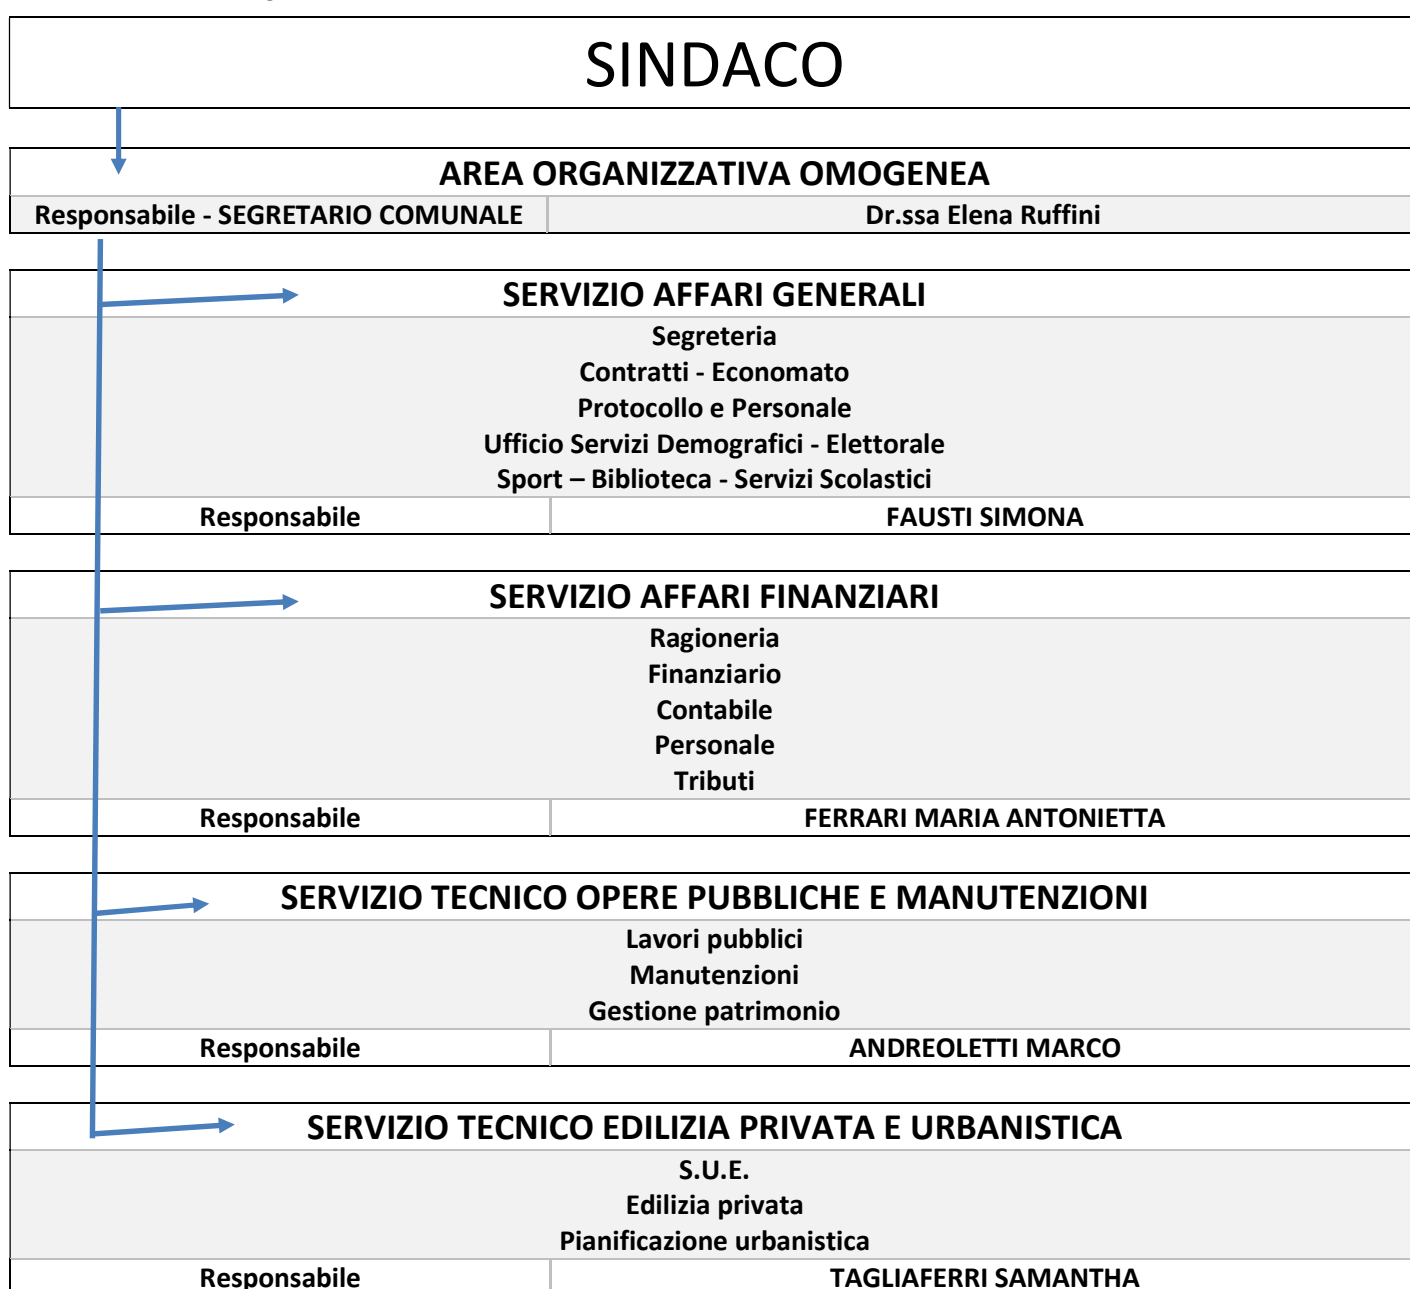 SINDACO
AREA ORGANIZZATIVA OMOGENEA
Responsabile - SEGRETARIO COMUNALE Dr.ssa Elena Ruffini
SERVIZIO AFFARI GENERALI
Segreteria
Contratti - Economato
Protocollo e Personale
Ufficio Servizi Demografici - Elettorale
Sport – Biblioteca - Servizi Scolastici
Responsabile FAUSTI SIMONA
SERVIZIO AFFARI FINANZIARI
Ragioneria
Finanziario
Contabile
Personale
Tributi
Responsabile FERRARI MARIA ANTONIETTA
SERVIZIO TECNICO OPERE PUBBLICHE E MANUTENZIONI
Lavori pubblici
Manutenzioni
Gestione patrimonio
Responsabile ANDREOLETTI MARCO
SERVIZIO TECNICO EDILIZIA PRIVATA E URBANISTICA
S.U.E.
Edilizia privata
Pianificazione urbanistica
Responsabile TAGLIAFERRI SAMANTHA